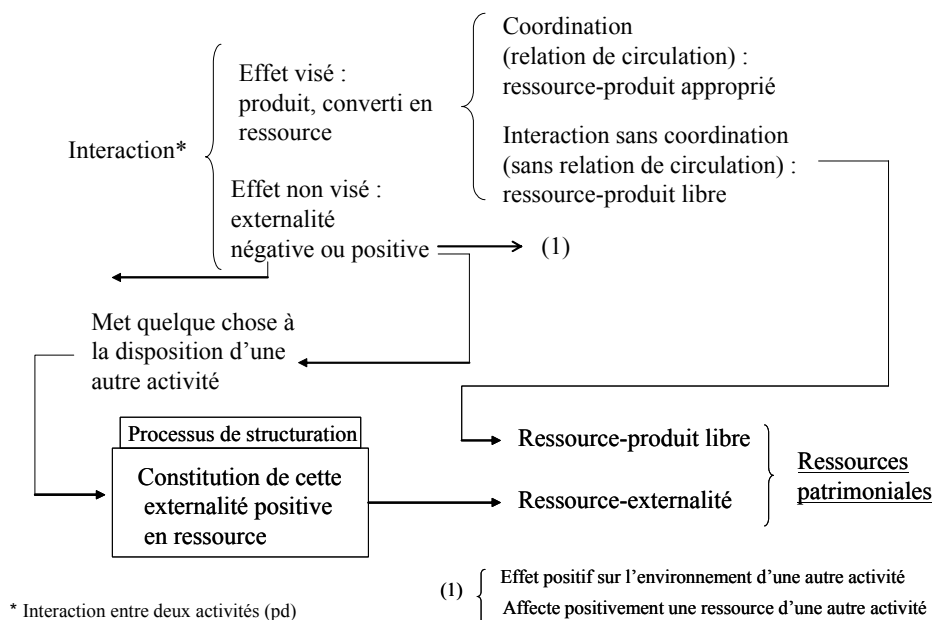 Coordination
(relation de circulation) :
ressource-produit approprié
Effet visé :
produit, converti en
ressource
Interaction sans coordination
(sans relation de circulation) :
ressource-produit libre
Interaction*
Effet non visé :
externalité
négative ou positive
(1)
Met quelque chose à
la disposition d’une
autre activité
Processus de structuration
Constitution de cette
externalité positive
en ressource
Ressource-produit libre
Ressource-externalité
Ressources
patrimoniales
(1)
Effet positif sur l’environnement d’une autre activité
Affecte positivement une ressource d’une autre activité
* Interaction entre deux activités (pd)